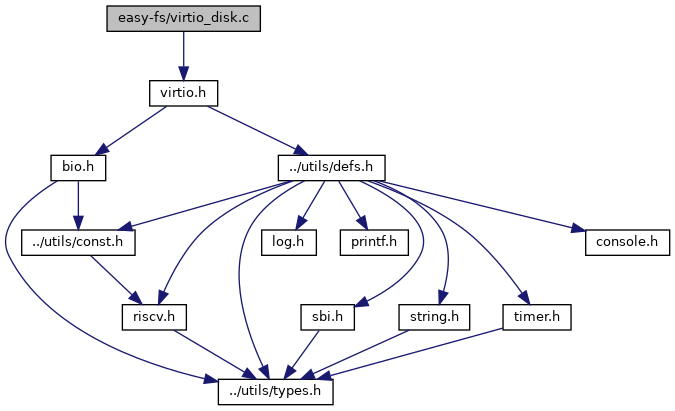 easy-fs/virtio_disk.c
virtio.h
bio.h
../utils/defs.h
../utils/const.h
log.h
printf.h
console.h
riscv.h
sbi.h
string.h
timer.h
../utils/types.h